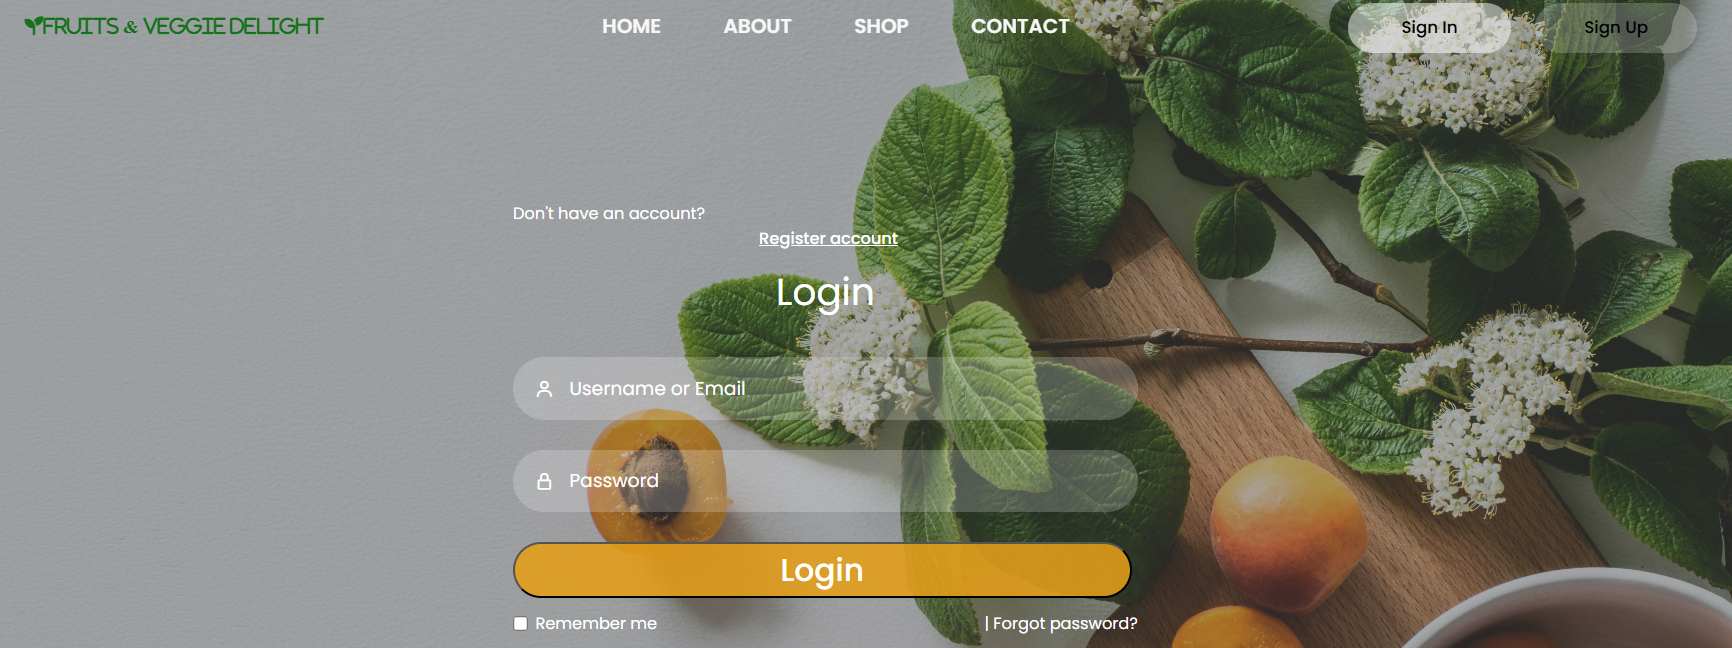 FRUITS & VEGGIE DELIGHT
HOME
ABOUT
SHOP
CONTACT
Sign In
Sign Up
Don't have an account?
Register account
Login
Username or Email
Password
Login
Remember me
| Forgot password?